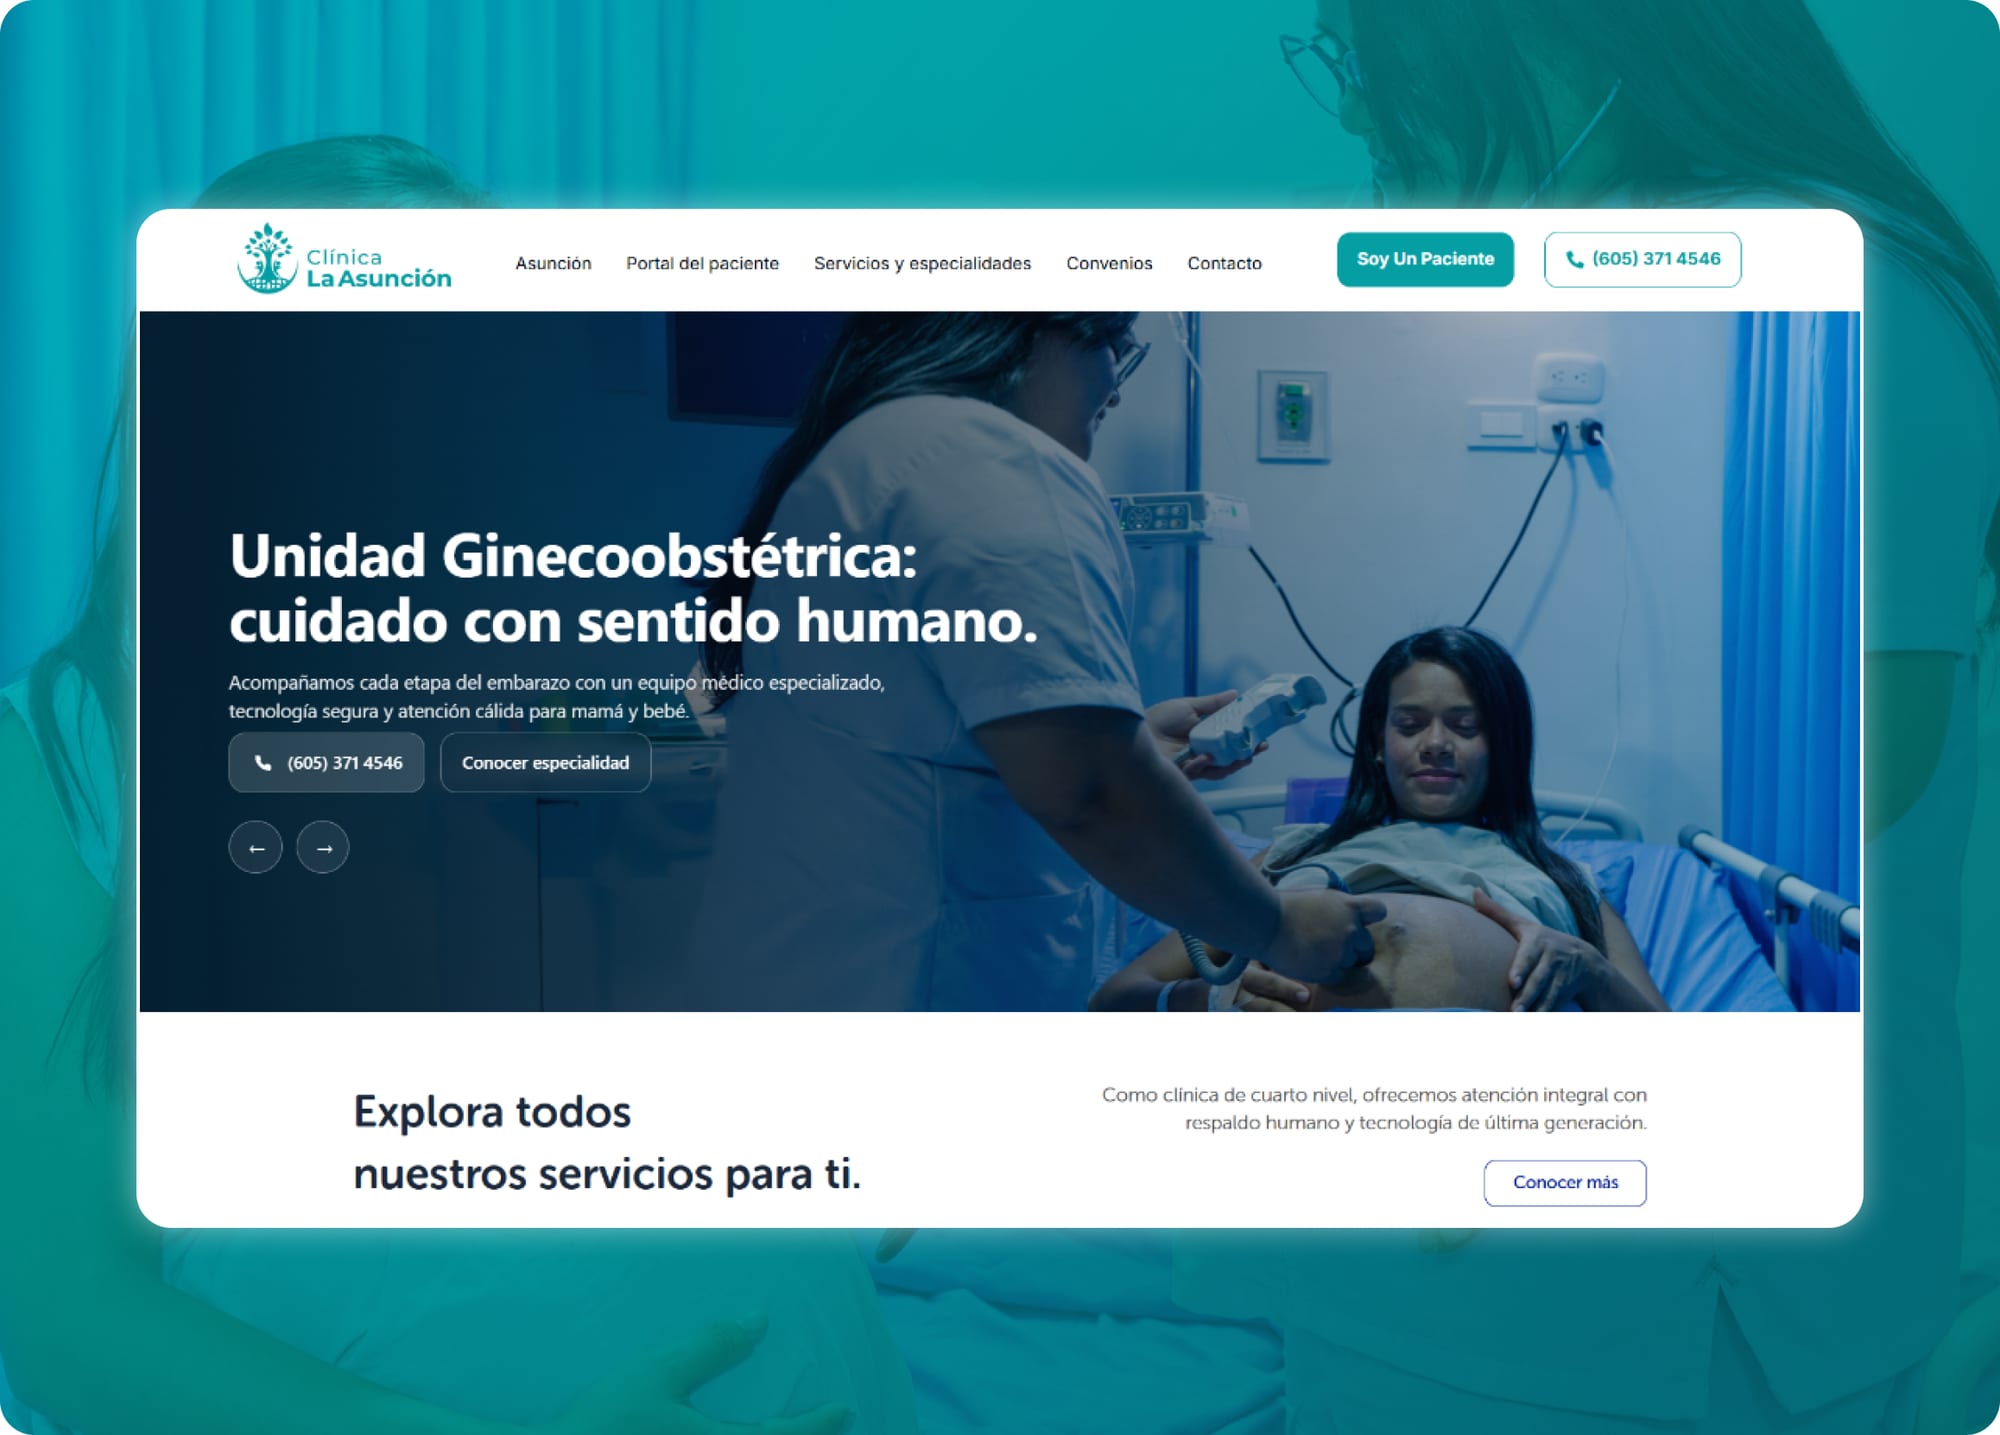 Clínica
La Asunción
Asunción
Portal del paciente
Servicios y especialidades
Convenios
Contacto
Soy Un Paciente
(605) 371 4546
Unidad Ginecoobstétrica:
cuidado con sentido humano.
Acompañamos cada etapa del embarazo con un equipo médico especializado,
tecnología segura y atención cálida para mamá y bebé.
(605) 371 4546
Conocer especialidad
←
→
Explora todos
nuestros servicios para ti.
Como clínica de cuarto nivel, ofrecemos atención integral con
respaldo humano y tecnología de última generación.
Conocer más